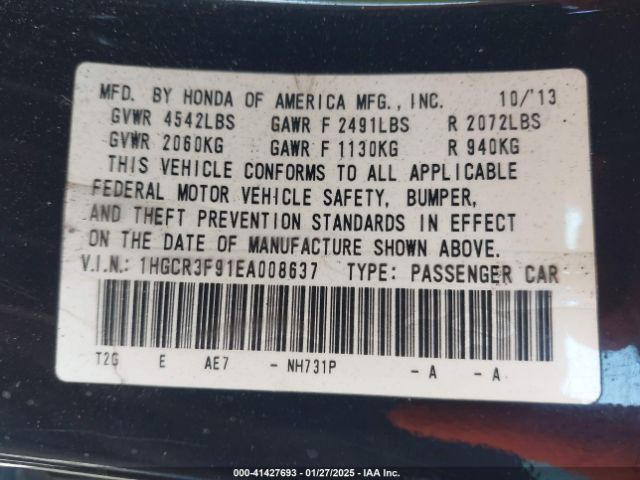 MFD. BY HONDA OF AMERICA MFG., INC. 10/'13
GVWR 4542LBS GAWR F 2491LBS R 2072LBS
GVWR 2060KG GAWR F 1130KG R 940KG
THIS VEHICLE CONFORMS TO ALL APPLICABLE
FEDERAL MOTOR VEHICLE SAFETY, BUMPER,
AND THEFT PREVENTION STANDARDS IN EFFECT
ON THE DATE OF MANUFACTURE SHOWN ABOVE.
V.I.N.: 1HGCR3F91EA008637 TYPE: PASSENGER CAR
T2G E AE7 - NH731P - A - A
000-41427693 - 01/27/2025 - IAA Inc.